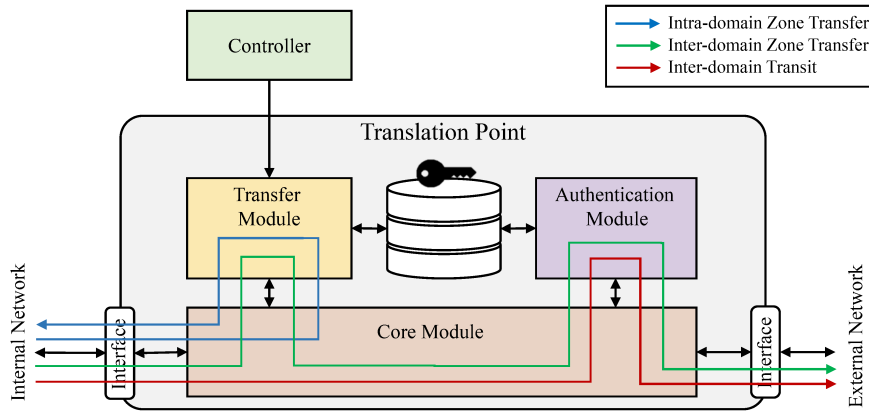 Controller
Intra-domain Zone Transfer
Inter-domain Zone Transfer
Inter-domain Transit
Translation Point
Transfer
Module
Authentication
Module
Core Module
Internal Network
Interface
Interface
External Network